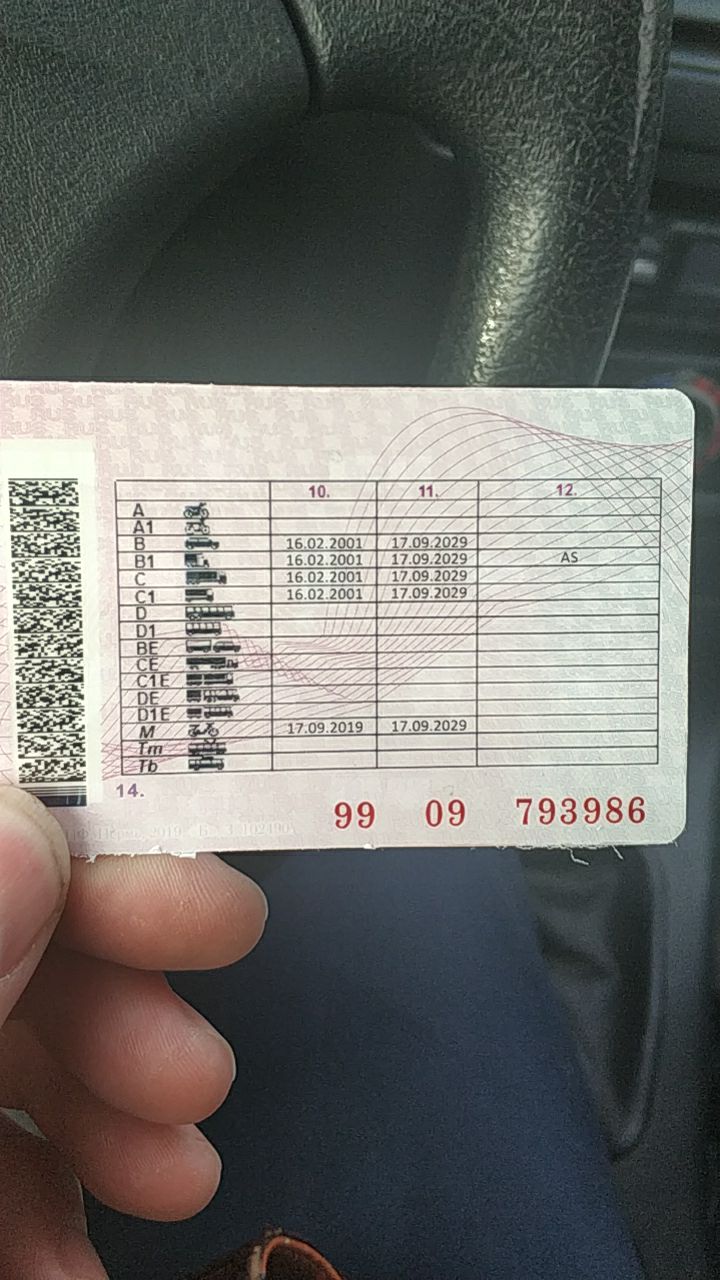 10. 11. 12.
A
A1
B 16.02.2001 17.09.2029
B1 16.02.2001 17.09.2029 AS
C 16.02.2001 17.09.2029
C1 16.02.2001 17.09.2029
D
D1
BE
CE
C1E
DE
D1E
M 17.09.2019 17.09.2029
Tm
Tb
14.
99 09 793986